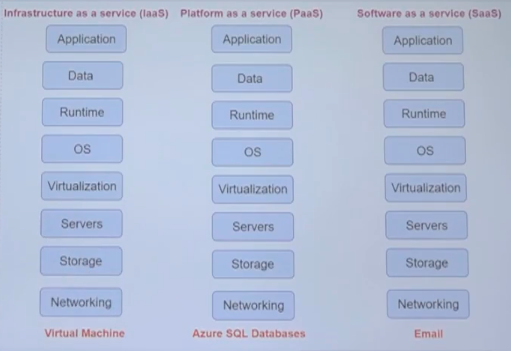 Infrastructure as a service (IaaS)
Platform as a service (PaaS)
Software as a service (SaaS)
Application
Application
Application
Data
Data
Data
Runtime
Runtime
Runtime
OS
OS
OS
Virtualization
Virtualization
Virtualization
Servers
Servers
Servers
Storage
Storage
Storage
Networking
Networking
Networking
Virtual Machine
Azure SQL Databases
Email